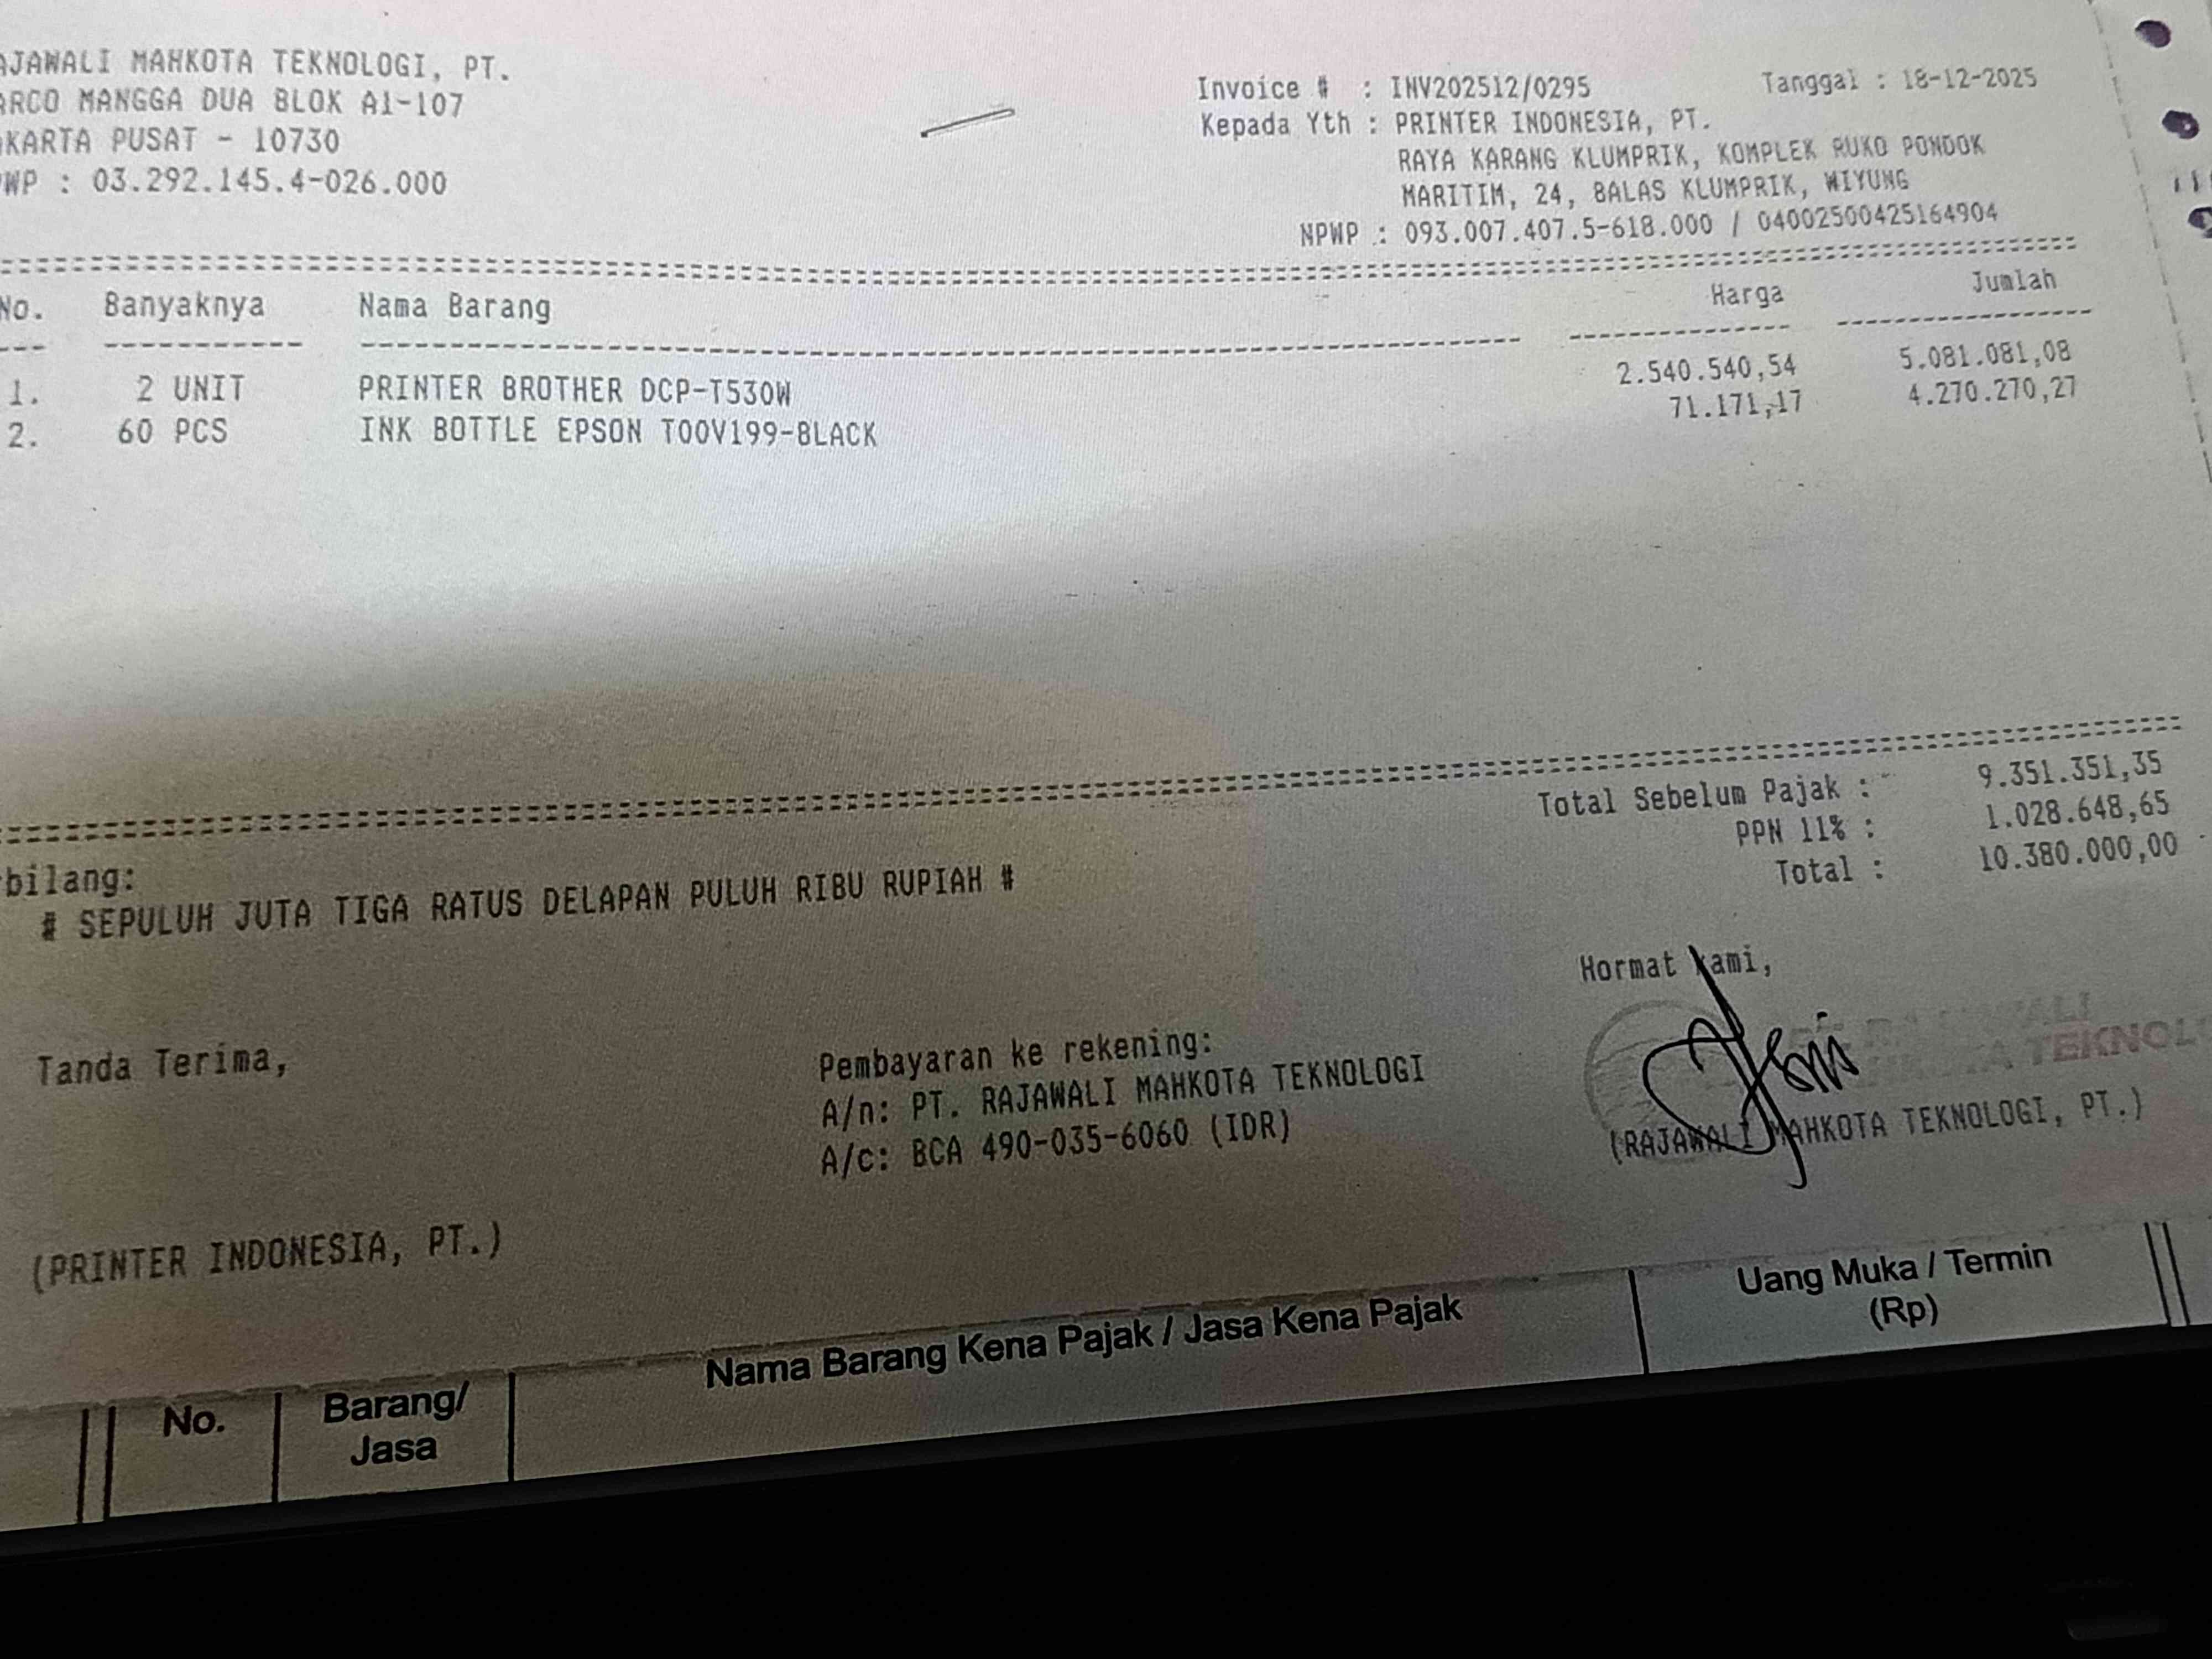 AJAWALI MAHKOTA TEKNOLOGI, PT.
ARCO MANGGA DUA BLOK A1-107
AKARTA PUSAT - 10730
PWP : 03.292.145.4-026.000
Invoice # : INV202512/0295 Tanggal : 18-12-2025
Kepada Yth : PRINTER INDONESIA, PT.
RAYA KARANG KLUMPRIK, KOMPLEK RUKO PONDOK
MARITIM, 24, BALAS KLUMPRIK, WIYUNG
NPWP : 093.007.407.5-618.000 / 04002500425164904
No. Banyaknya Nama Barang Harga Jumlah
1. 2 UNIT PRINTER BROTHER DCP-T530W 2.540.540,54 5.081.081,08
2. 60 PCS INK BOTTLE EPSON T00V199-BLACK 71.171,17 4.270.270,27
Total Sebelum Pajak : 9.351.351,35
PPN 11% : 1.028.648,65
Total : 10.380.000,00
rbilang:
# SEPULUH JUTA TIGA RATUS DELAPAN PULUH RIBU RUPIAH #
Hormat kami,
Tanda Terima,
Pembayaran ke rekening:
A/n: PT. RAJAWALI MAHKOTA TEKNOLOGI
A/c: BCA 490-035-6060 (IDR)
TEKNOL
(RAJAWALI MAHKOTA TEKNOLOGI, PT.)
(PRINTER INDONESIA, PT.)
No. Barang/ Jasa Nama Barang Kena Pajak / Jasa Kena Pajak Uang Muka / Termin (Rp)